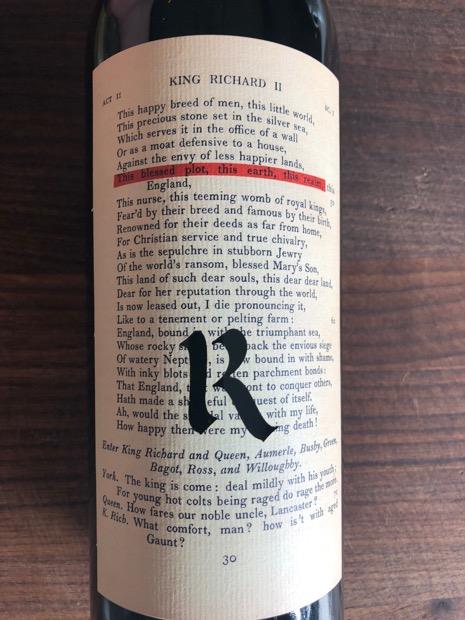 KING RICHARD II
ACT II
SC. I
This happy breed of men, this little world,
This precious stone set in the silver sea,
Which serves it in the office of a wall
Or as a moat defensive to a house,
Against the envy of less happier lands,
This blessed plot, this earth, this realm, this
England,
50
This nurse, this teeming womb of royal kings,
Fear'd by their breed and famous by their birth,
Renowned for their deeds as far from home,
For Christian service and true chivalry,
As is the sepulchre in stubborn Jewry
Of the world's ransom, blessed Mary's Son,
This land of such dear souls, this dear dear land,
Dear for her reputation through the world,
Is now leased out, I die pronouncing it,
Like to a tenement or pelting farm: 60
England, bound with the triumphant sea,
Whose rocky back the envious siege
Of watery , is bound in with shame,
With inky blots parchment bonds:
That England, to conquer others,
Hath made a of itself.
Ah, would the with my life,
How happy then were my death!
R
Enter King Richard and Queen, Aumerle, Bushy, Green,
Bagot, Ross, and Willoughby.
York. The king is come: deal mildly with his youth;
For young hot colts being raged do rage the more.
Queen. How fares our noble uncle, Lancaster?
K. Rich. What comfort, man? how is't with aged
Gaunt?
30